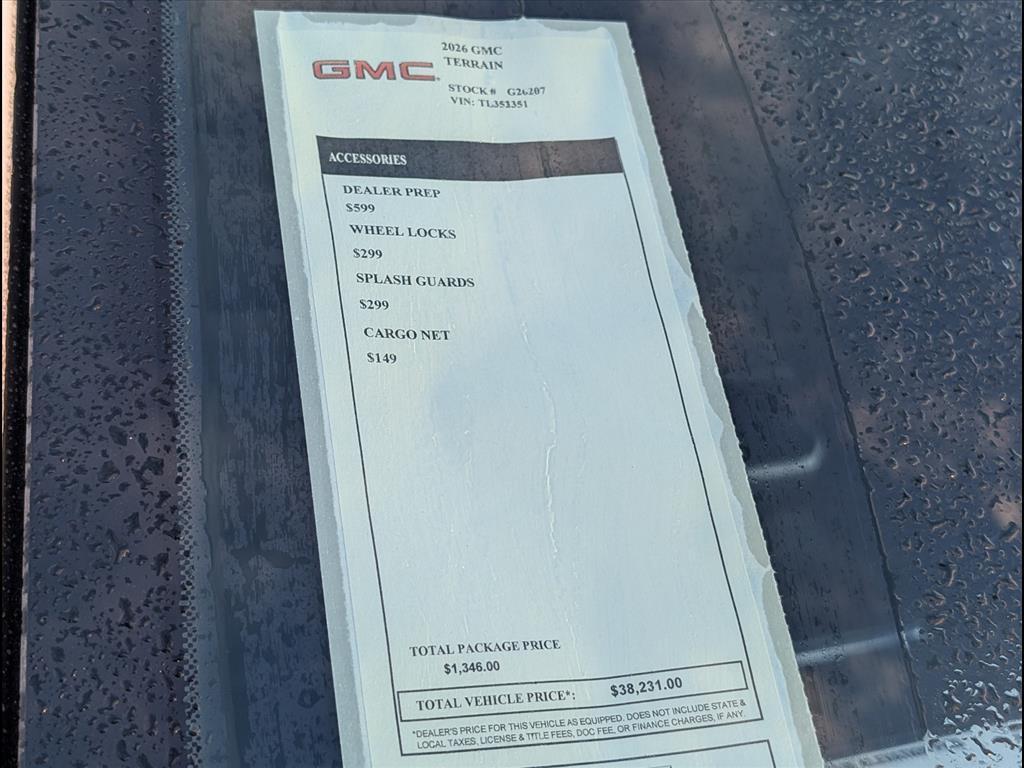 2026 GMC
GMC
TERRAIN
STOCK # G26207
VIN: TL351351
ACCESSORIES
DEALER PREP
$599
WHEEL LOCKS
$299
SPLASH GUARDS
$299
CARGO NET
$149
TOTAL PACKAGE PRICE
$1,346.00
TOTAL VEHICLE PRICE*: $38,231.00
*DEALER'S PRICE FOR THIS VEHICLE AS EQUIPPED. DOES NOT INCLUDE STATE &
LOCAL TAXES, LICENSE & TITLE FEES, DOC FEE, OR FINANCE CHARGES, IF ANY.